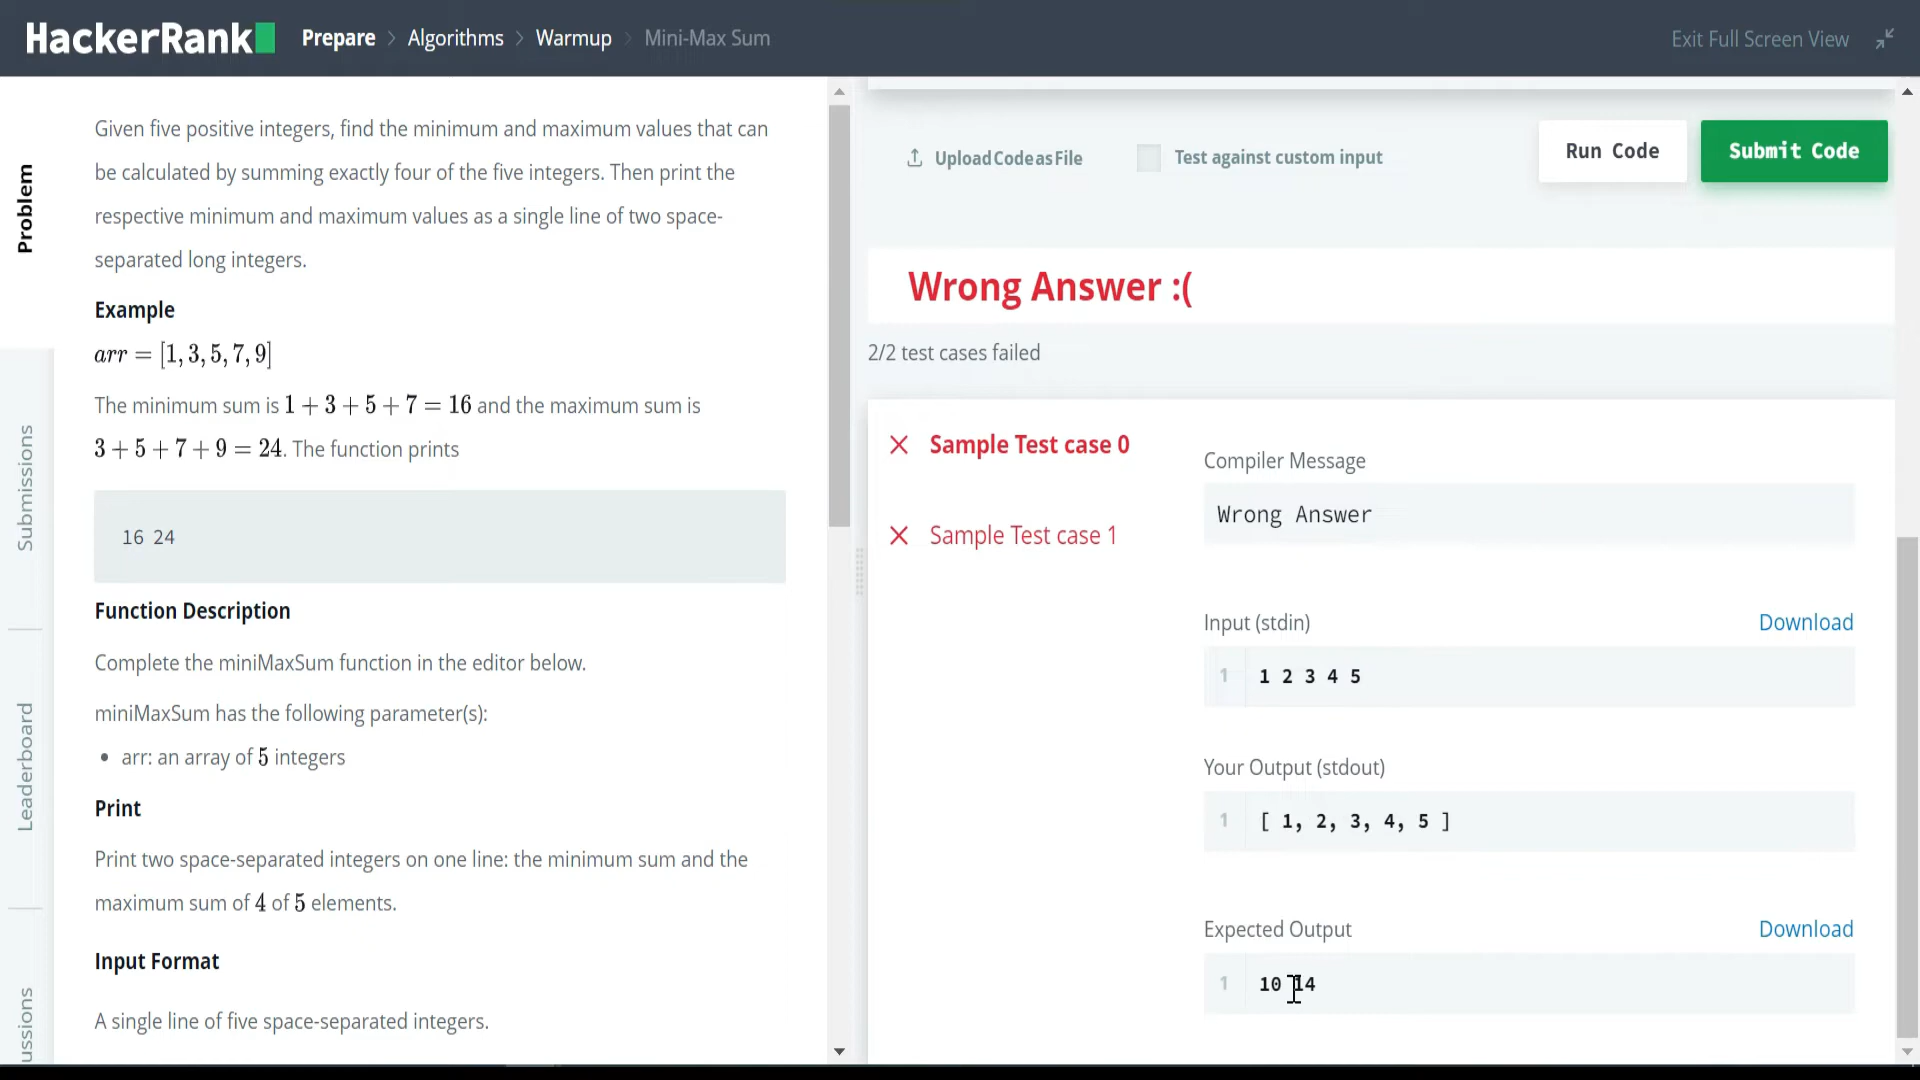 HackerRank Prepare > Algorithms > Warmup > Mini-Max Sum Exit Full Screen View
Problem
Submissions
Leaderboard
ussions
Given five positive integers, find the minimum and maximum values that can
be calculated by summing exactly four of the five integers. Then print the
respective minimum and maximum values as a single line of two space-
separated long integers.
Example
arr = [1, 3, 5, 7, 9]
The minimum sum is 1 + 3 + 5 + 7 = 16 and the maximum sum is
3 + 5 + 7 + 9 = 24. The function prints
16 24
Function Description
Complete the miniMaxSum function in the editor below.
miniMaxSum has the following parameter(s):
• arr: an array of 5 integers
Print
Print two space-separated integers on one line: the minimum sum and the
maximum sum of 4 of 5 elements.
Input Format
A single line of five space-separated integers.
Upload Code as File Test against custom input Run Code Submit Code
Wrong Answer :(
2/2 test cases failed
Sample Test case 0
Sample Test case 1
Compiler Message
Wrong Answer
Input (stdin) Download
1 1 2 3 4 5
Your Output (stdout)
1 [ 1, 2, 3, 4, 5 ]
Expected Output Download
1 10 14